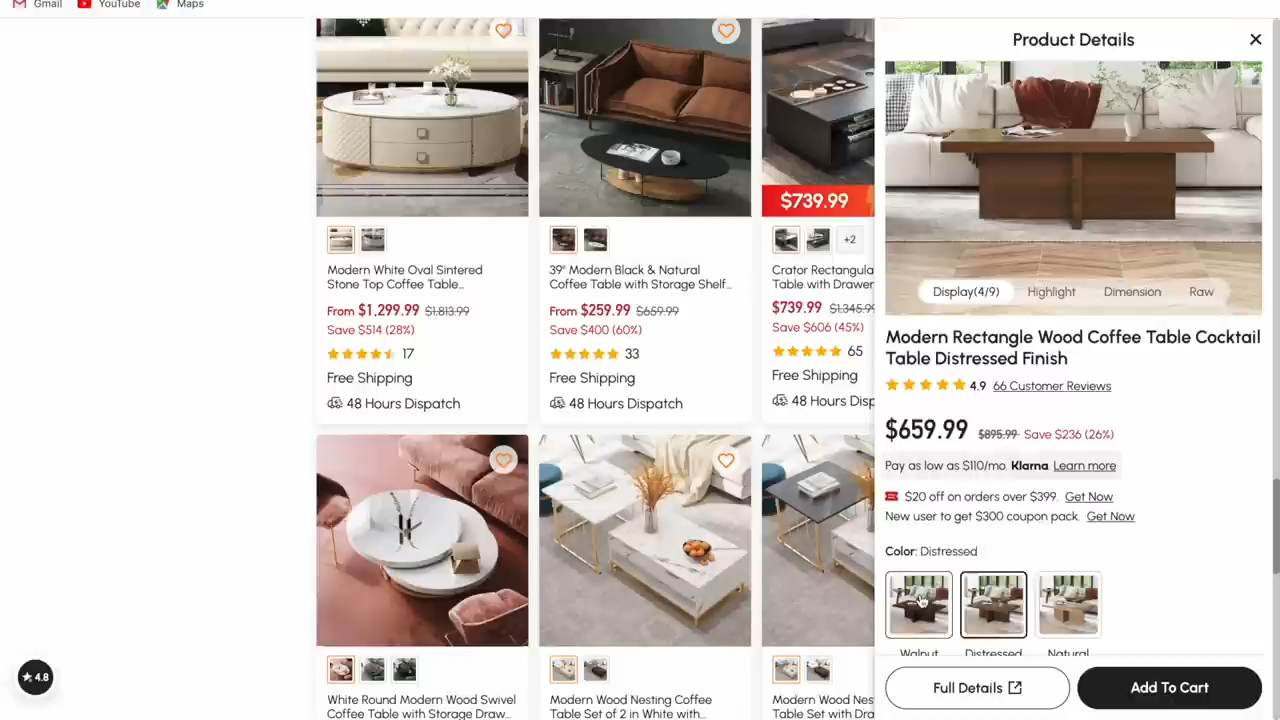 Gmail
YouTube
Maps
Modern White Oval Sintered
Stone Top Coffee Table...
From $1,299.99 $1,813.99
Save $514 (28%)
17
Free Shipping
48 Hours Dispatch
39" Modern Black & Natural
Coffee Table with Storage Shelf...
From $259.99 $659.99
Save $400 (60%)
33
Free Shipping
48 Hours Dispatch
$739.99
+2
Crator Rectangula
Table with Drawer
$739.99 $1,345.99
Save $606 (45%)
65
Free Shipping
48 Hours Disp
White Round Modern Wood Swivel
Coffee Table with Storage Draw...
Modern Wood Nesting Coffee
Table Set of 2 in White with...
Modern Wood Nes
Table Set with Dra
4.8
Product Details
Display(4/9) Highlight Dimension Raw
Modern Rectangle Wood Coffee Table Cocktail
Table Distressed Finish
4.9 66 Customer Reviews
$659.99 $895.99 Save $236 (26%)
Pay as low as $110/mo. Klarna. Learn more
$20 off on orders over $399. Get Now
New user to get $300 coupon pack. Get Now
Color: Distressed
Walnut Distressed Natural
Full Details
Add To Cart